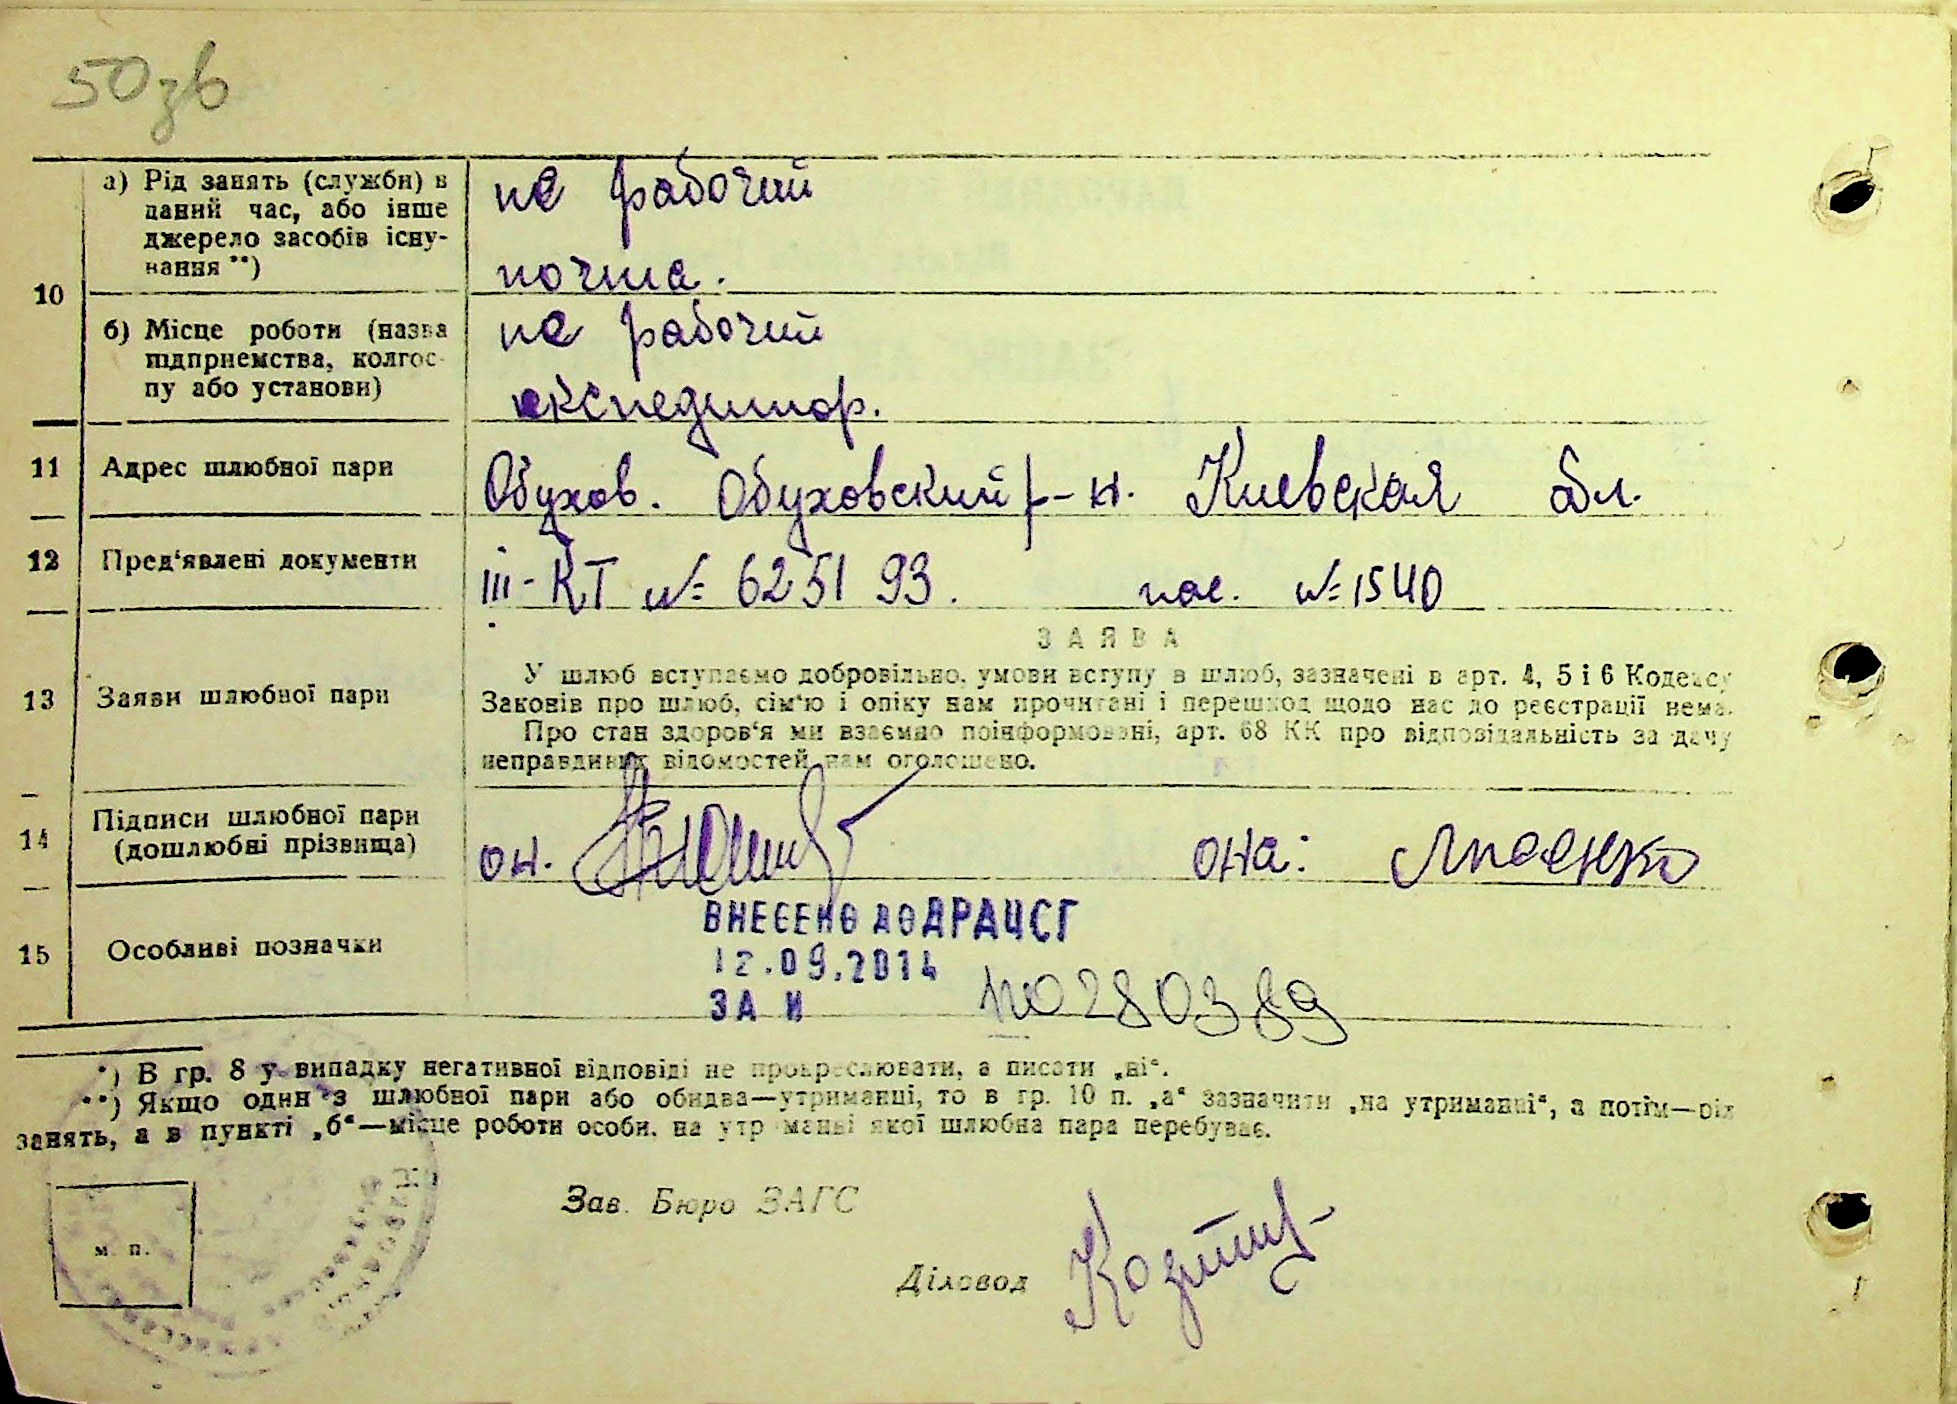 50зв
а) Рід занять (служби) в
даний час, або інше
джерело засобів існу-
вання **)
не рабочий
почта.
10
б) Місце роботи (назва
підприємства, колгос-
пу або установи)
не рабочий
експедитор.
11 Адрес шлюбної пари Обухов. Обуховский р-н. Киевская обл.
12 Пред‘явлені документи III-КТ № 625193. пас. № 1540
ЗАЯВА
13 Заяви шлюбної пари
У шлюб вступаємо добровільно, умови вступу в шлюб, зазначені в арт. 4, 5 і 6 Кодексу
Законів про шлюб, сім‘ю і опіку нам прочитані і перешкод щодо нас до реєстрації нема.
Про стан здоров‘я ми взаємно поінформовані, арт. 68 КК про відповідальність за дачу
неправдивих відомостей нам оголошено.
14 Підписи шлюбної пари
(дошлюбні прізвища)
он. она:
15 Особливі позначки
ВНЕСЕНО ДО ДРАЦСГ
12.09.2014
ЗА №
00280389
*) В гр. 8 у випадку негативної відповіді не прокреслювати, а писати „ні“.
**) Якщо один з шлюбної пари або обидва—утриманці, то в гр. 10 п. „а“ зазначити „на утриманні“, а потім—рід
занять, а в пункті „б“—місце роботи особи, на утриманні якої шлюбна пара перебуває.
м. п.
Зав. Бюро ЗАГС
Діловод